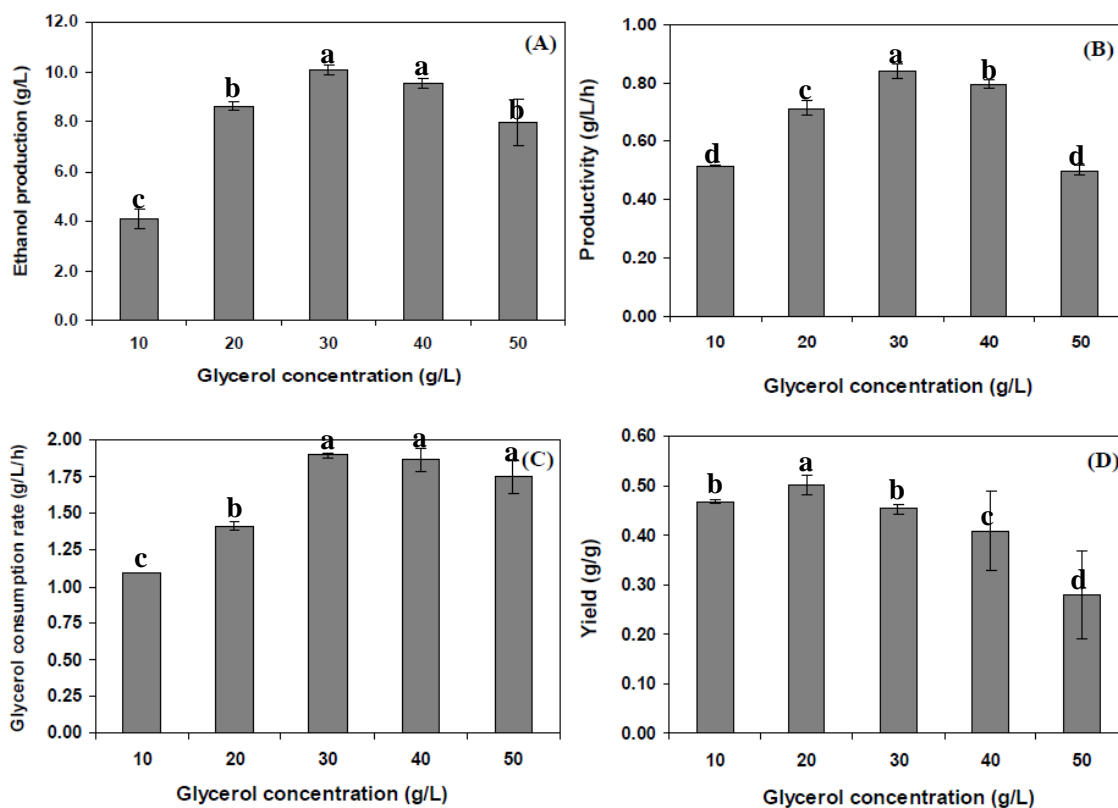 (A)
Ethanol production (g/L)
12.0
10.0
8.0
6.0
4.0
2.0
0.0
c
b
a
a
b
10 20 30 40 50
Glycerol concentration (g/L)
(B)
Productivity (g/L/h)
1.00
0.80
0.60
0.40
0.20
0.00
d
c
a
b
d
10 20 30 40 50
Glycerol concentration (g/L)
(C)
Glycerol consumption rate (g/L/h)
2.00
1.75
1.50
1.25
1.00
0.75
0.50
0.25
0.00
c
b
a
a
a
10 20 30 40 50
Glycerol concentration (g/L)
(D)
Yield (g/g)
0.60
0.50
0.40
0.30
0.20
0.10
0.00
b
a
b
c
d
10 20 30 40 50
Glycerol concentration (g/L)